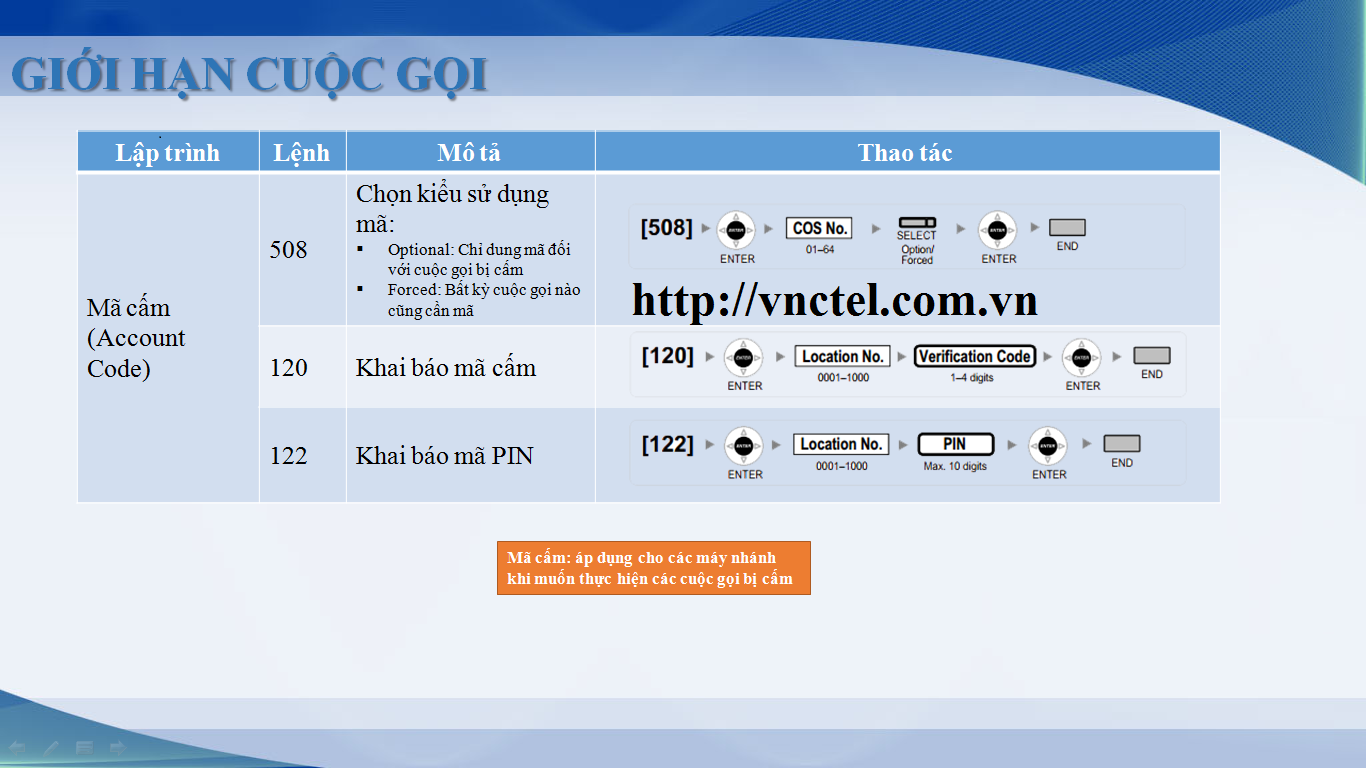 GIỚI HẠN CUỘC GỌI
Lập trình
Lệnh
Mô tả
Thao tác
Mã cấm
(Account
Code)
508
Chọn kiểu sử dụng
mã:
▪ Optional: Chỉ dung mã đối
với cuộc gọi bị cấm
▪ Forced: Bất kỳ cuộc gọi nào
cũng cần mã
[508] ENTER COS No. SELECT ENTER END
01–64 Option/
Forced
http://vnctel.com.vn
120
Khai báo mã cấm
[120] ENTER Location No. Verification Code ENTER END
0001–1000 1–4 digits
122
Khai báo mã PIN
[122] ENTER Location No. PIN ENTER END
0001–1000 Max. 10 digits
Mã cấm: áp dụng cho các máy nhánh
khi muốn thực hiện các cuộc gọi bị cấm